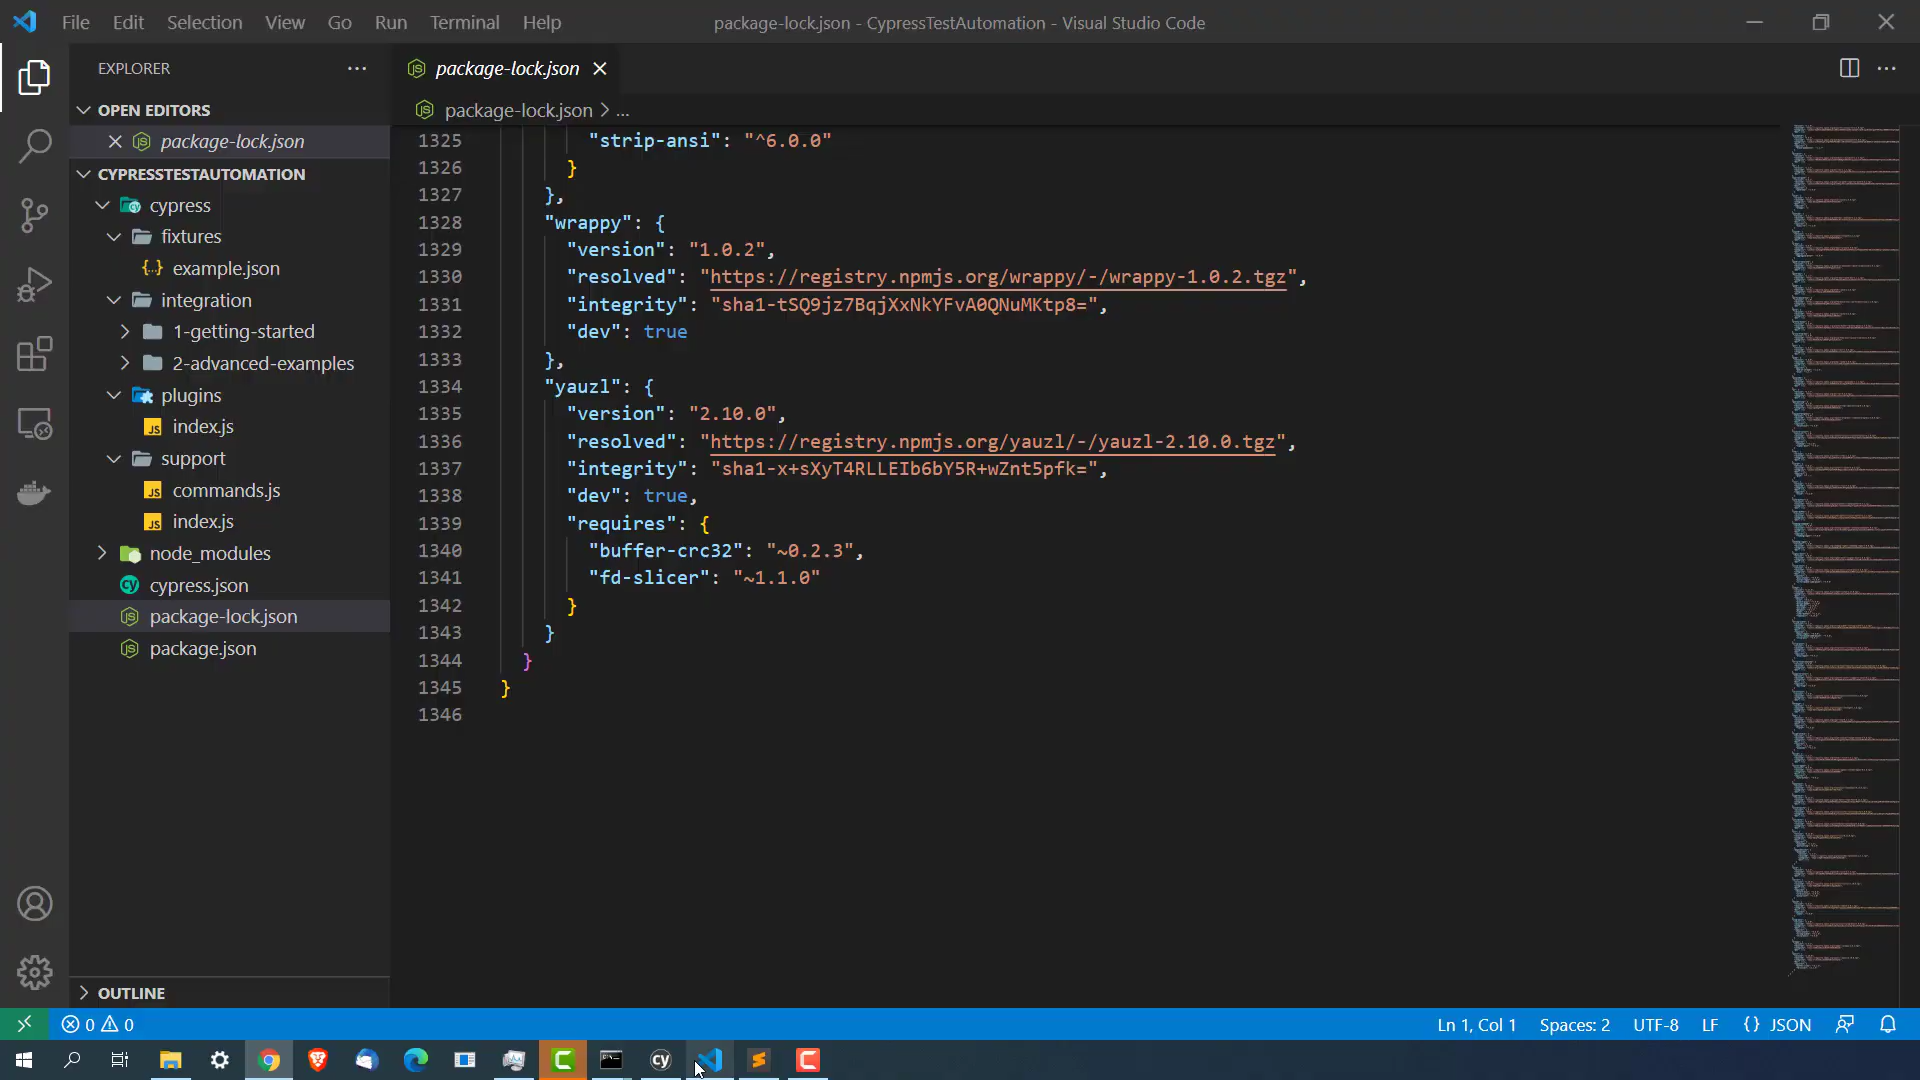 File Edit Selection View Go Run Terminal Help
package-lock.json - CypressTestAutomation - Visual Studio Code
EXPLORER
OPEN EDITORS
package-lock.json
CYPRESSTESTAUTOMATION
cypress
fixtures
example.json
integration
1-getting-started
2-advanced-examples
plugins
index.js
support
commands.js
index.js
node_modules
cypress.json
package-lock.json
package.json
OUTLINE
package-lock.json
package-lock.json > ...
1325 "strip-ansi": "^6.0.0"
1326 }
1327 },
1328 "wrappy": {
1329 "version": "1.0.2",
1330 "resolved": "https://registry.npmjs.org/wrappy/-/wrappy-1.0.2.tgz",
1331 "integrity": "sha1-tSQ9jz7BqjXxNkYFvA0QNuMKtp8=",
1332 "dev": true
1333 },
1334 "yauzl": {
1335 "version": "2.10.0",
1336 "resolved": "https://registry.npmjs.org/yauzl/-/yauzl-2.10.0.tgz",
1337 "integrity": "sha1-x+sXyT4RLLEIb6bY5R+wZnt5pfk=",
1338 "dev": true,
1339 "requires": {
1340 "buffer-crc32": "~0.2.3",
1341 "fd-slicer": "~1.1.0"
1342 }
1343 }
1344 }
1345 }
1346
0 0
Ln 1, Col 1 Spaces: 2 UTF-8 LF {} JSON